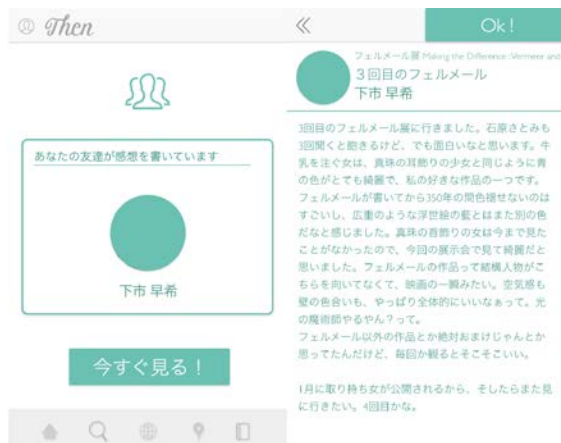 Then
あなたの友達が感想を書いています
下市 早希
今すぐ見る！
Ok!
フェルメール展 Making the Difference: Vermeer and
３回目のフェルメール
下市 早希
3回目のフェルメール展に行きました。石原さとみも
3回聞くと飽きるけど、でも面白いなと思います。牛
乳を注ぐ女は、真珠の耳飾りの少女と同じように青
の色がとても綺麗で、私の好きな作品の一つです。
フェルメールが書いてから350年の間色褪せないのは
すごいし、広重のような浮世絵の藍とはまた別の色
だなと感じました。真珠の首飾りの女は今まで見た
ことがなかったので、今回の展示会で見て綺麗だと
思いました。フェルメールの作品って結構人物がこ
ちらを向いてなくて、映画の一瞬みたい。空気感も
壁の色合いも、やっぱり全体的にいいなぁって。光
の魔術師やるやん？って。
フェルメール以外の作品とか絶対おまけじゃんとか
思ってたんだけど、毎回か観るとそこそこいい。
1月に取り持ち女が公開されるから、そしたらまた見
に行きたい。4回目かな。